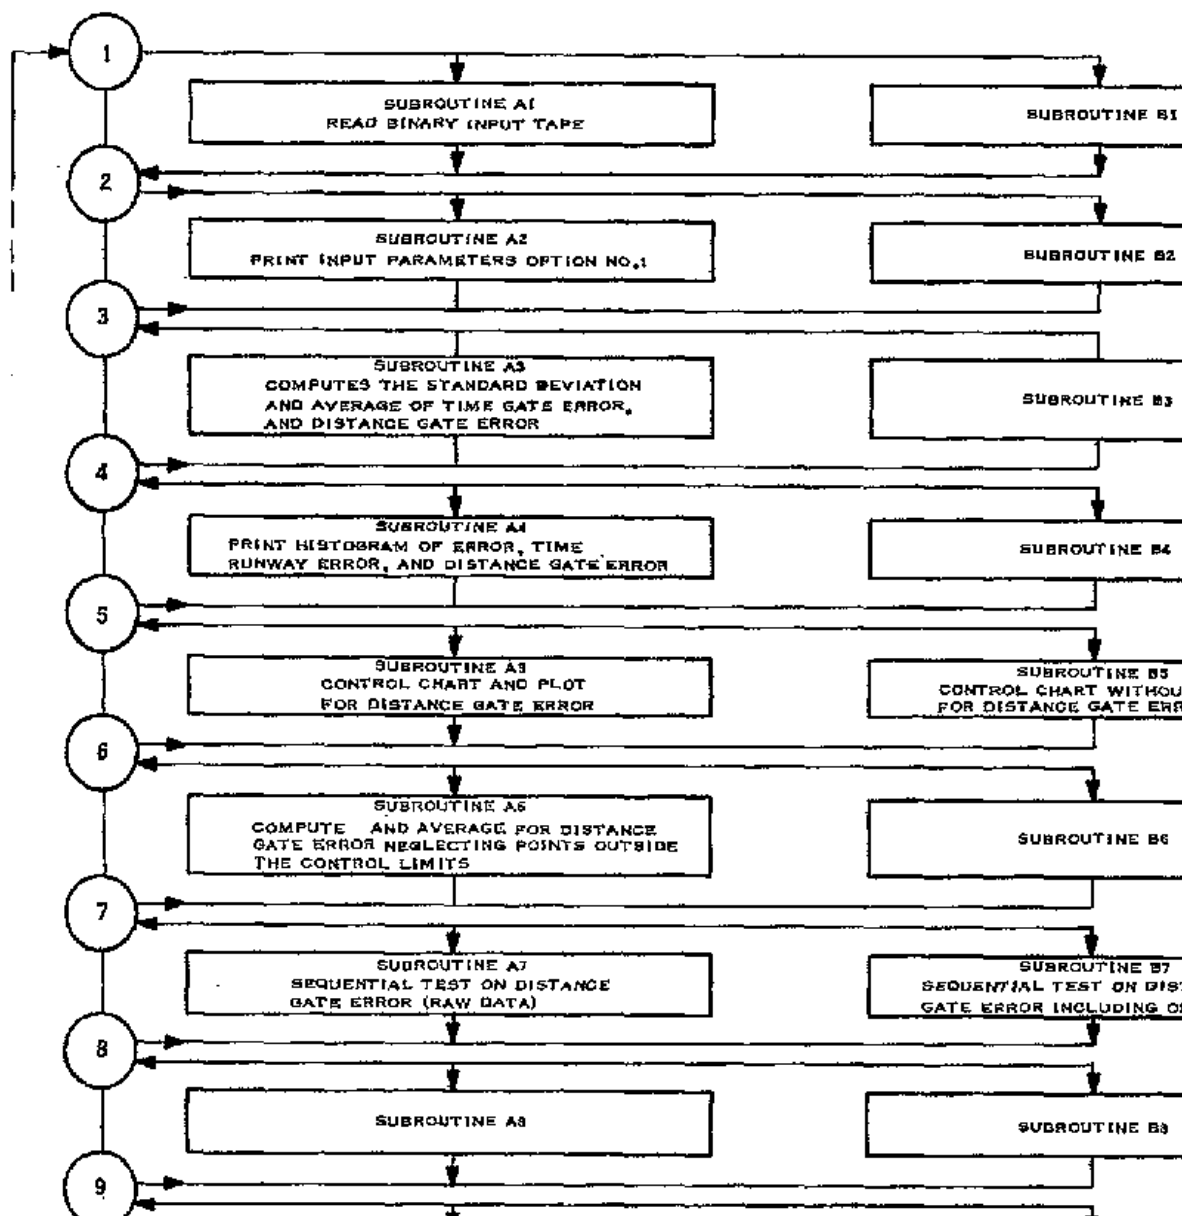 1
SUBROUTINE A1
READ BINARY INPUT TAPE
SUBROUTINE B1
2
SUBROUTINE A2
PRINT INPUT PARAMETERS OPTION NO.1
SUBROUTINE B2
3
SUBROUTINE A3
COMPUTES THE STANDARD DEVIATION
AND AVERAGE OF TIME GATE ERROR,
AND DISTANCE GATE ERROR
SUBROUTINE B3
4
SUBROUTINE A4
PRINT HISTOGRAM OF ERROR, TIME
RUNWAY ERROR, AND DISTANCE GATE ERROR
SUBROUTINE B4
5
SUBROUTINE A5
CONTROL CHART AND PLOT
FOR DISTANCE GATE ERROR
SUBROUTINE B5
CONTROL CHART WITHOU
FOR DISTANCE GATE ERR
6
SUBROUTINE A6
COMPUTE AND AVERAGE FOR DISTANCE
GATE ERROR NEGLECTING POINTS OUTSIDE
THE CONTROL LIMITS
SUBROUTINE B6
7
SUBROUTINE A7
SEQUENTIAL TEST ON DISTANCE
GATE ERROR (RAW DATA)
SUBROUTINE B7
SEQUENTIAL TEST ON DIST
GATE ERROR INCLUDING
8
SUBROUTINE A8
SUBROUTINE B8
9